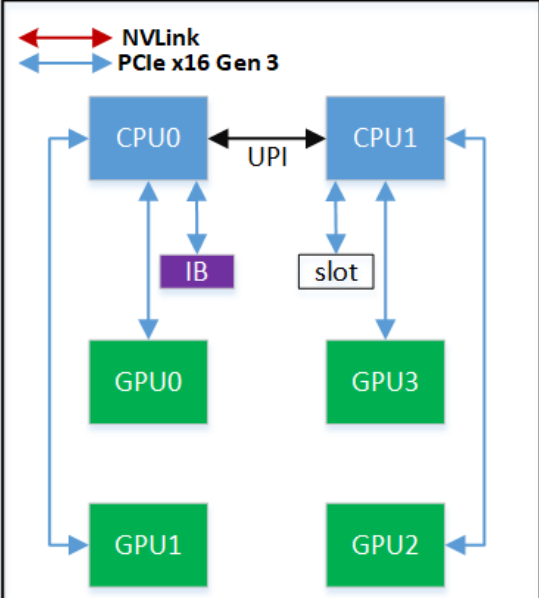 NVLink
PCIe x16 Gen 3
CPU0
CPU1
UPI
IB
slot
GPU0
GPU3
GPU1
GPU2